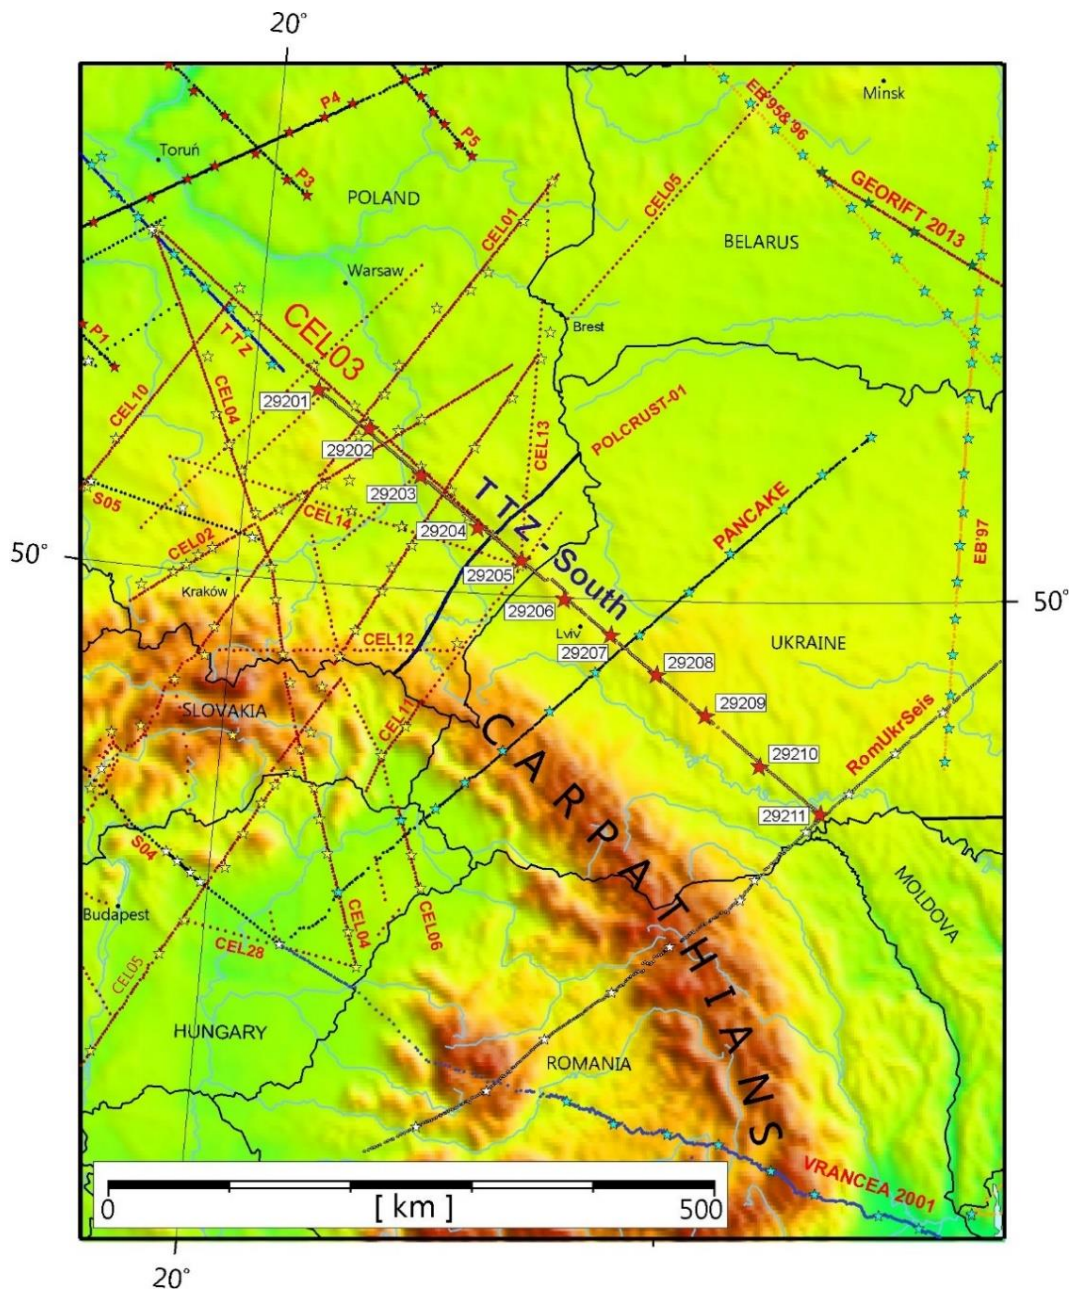 20°
Minsk
EB'95&'96
P4
P5
Toruń
P3
POLAND
CEL05
GEORIFT 2013
CEL01
BELARUS
Warsaw
CEL03
Brest
P1
TTZ
CEL10
CEL04
29201
POLCRUST-01
29202
CEL13
29203
TTZ-South
PANCAKE
S05
CEL14
29204
EB'97
CEL02
50°
29205
Kraków
29206
50°
Lviv
CEL12
29207
UKRAINE
29208
SLOVAKIA
CEL11
29209
CARPATHIANS
RomUkrSeis
29210
29211
S04
MOLDOVA
Budapest
CEL04
CEL06
CEL28
CEL05
HUNGARY
ROMANIA
VRANCEA 2001
0 [ km ] 500
20°